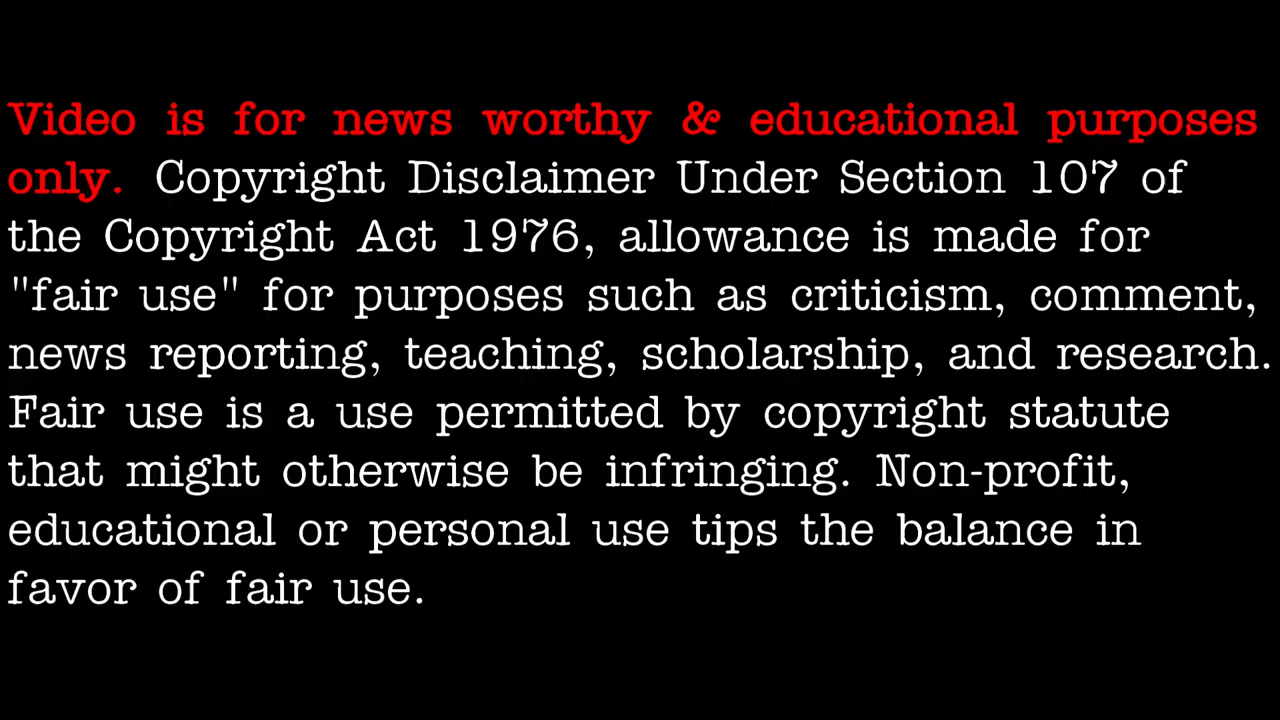 Video is for news worthy & educational purposes
only. Copyright Disclaimer Under Section 107 of
the Copyright Act 1976, allowance is made for
"fair use" for purposes such as criticism, comment,
news reporting, teaching, scholarship, and research.
Fair use is a use permitted by copyright statute
that might otherwise be infringing. Non-profit,
educational or personal use tips the balance in
favor of fair use.